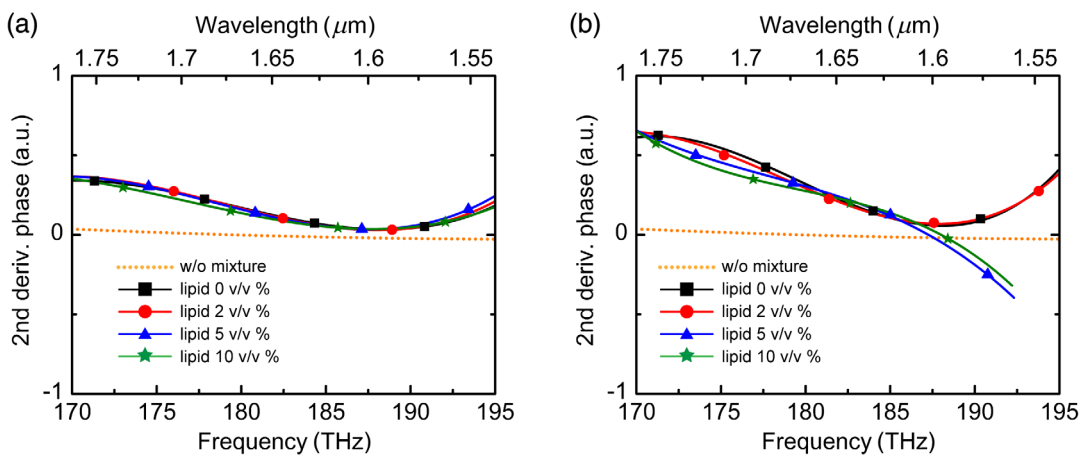 (a)
Wavelength (μm)
1.75 1.7 1.65 1.6 1.55
1
0
-1
2nd deriv. phase (a.u.)
w/o mixture
lipid 0 v/v %
lipid 2 v/v %
lipid 5 v/v %
lipid 10 v/v %
170 175 180 185 190 195
Frequency (THz)
(b)
Wavelength (μm)
1.75 1.7 1.65 1.6 1.55
1
0
-1
2nd deriv. phase (a.u.)
w/o mixture
lipid 0 v/v %
lipid 2 v/v %
lipid 5 v/v %
lipid 10 v/v %
170 175 180 185 190 195
Frequency (THz)